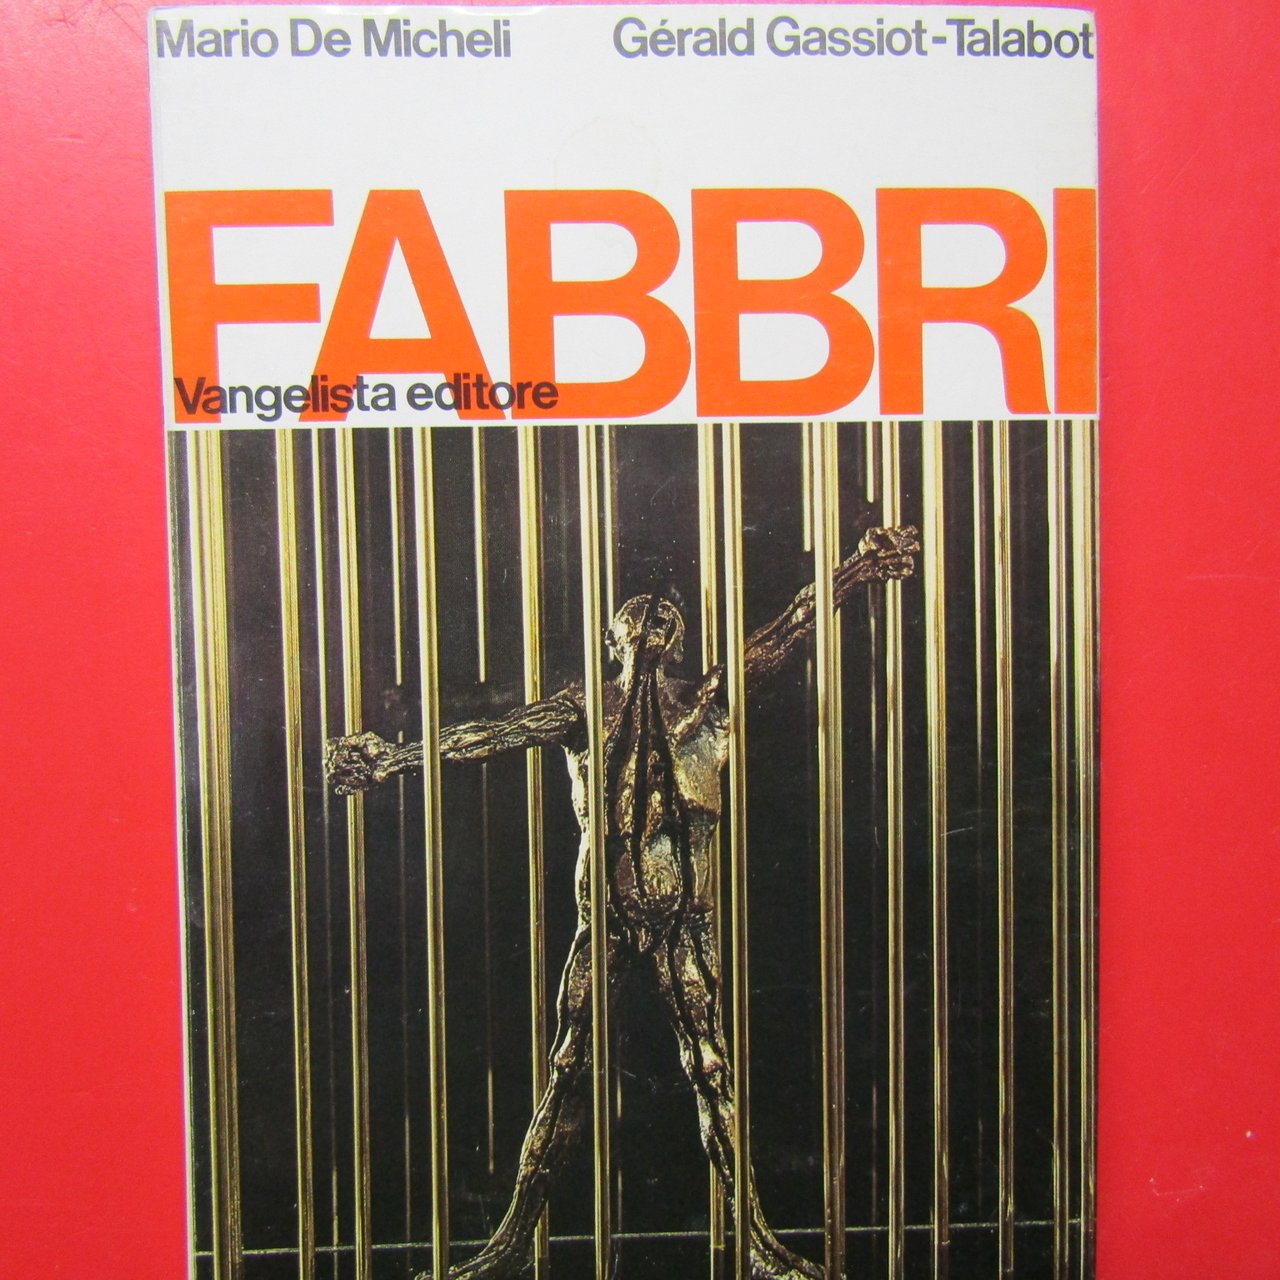 Mario De Micheli Gérald Gassiot-Talabot
FABBRI
Vangelista editore